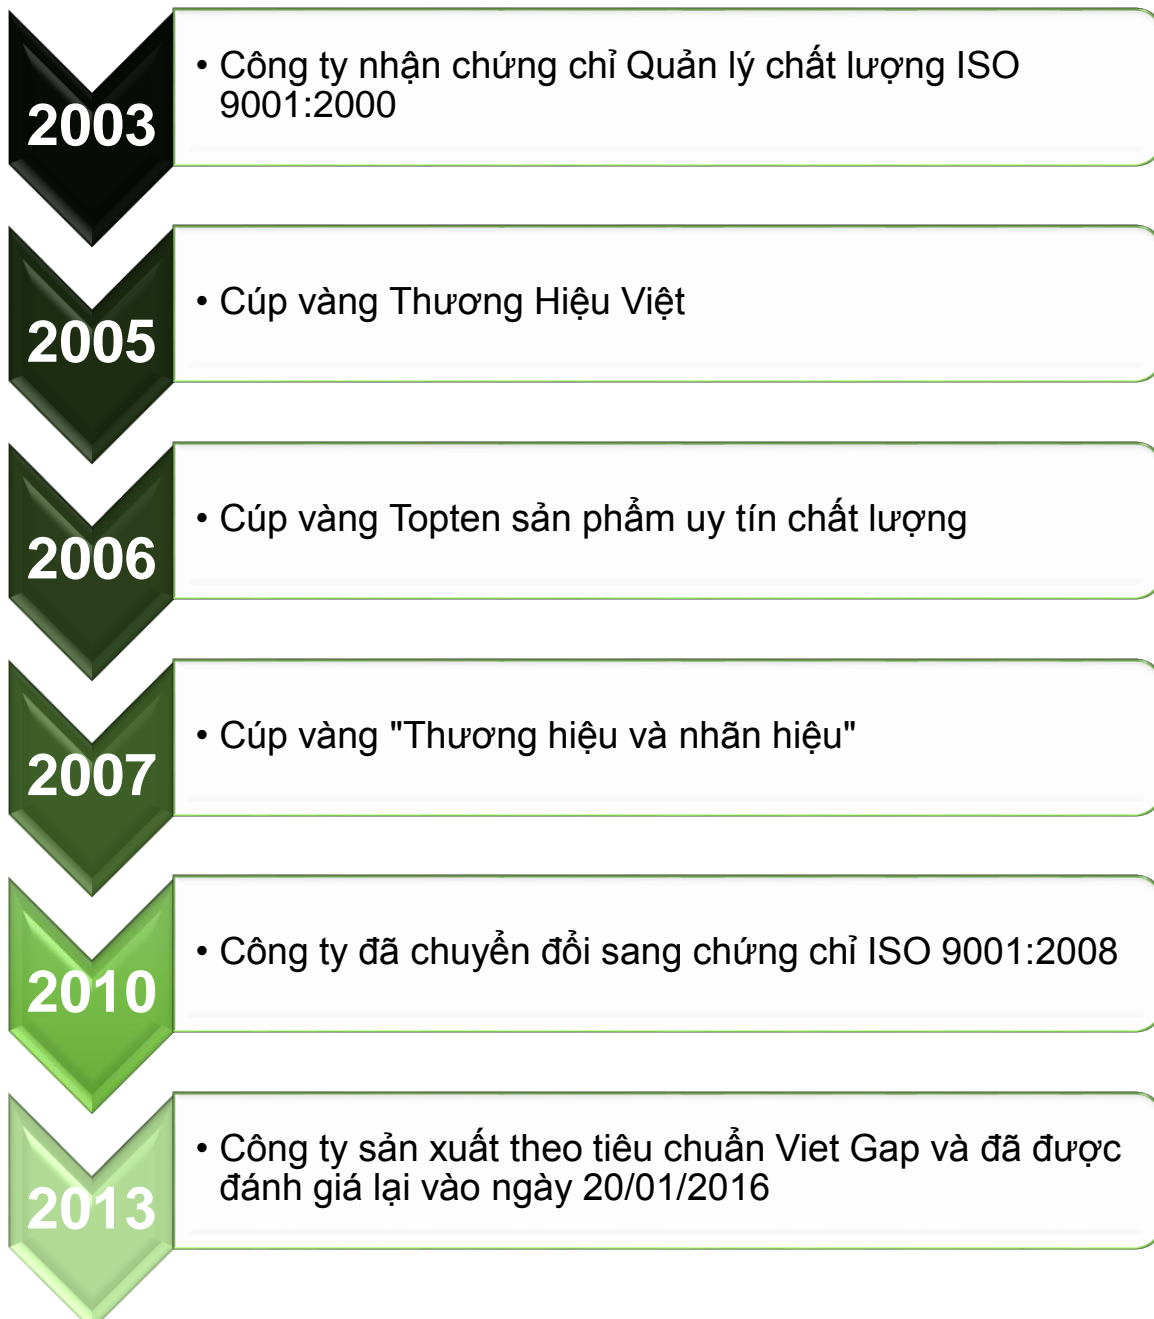 2003
• Công ty nhận chứng chỉ Quản lý chất lượng ISO
9001:2000
2005
• Cúp vàng Thương Hiệu Việt
2006
• Cúp vàng Topten sản phẩm uy tín chất lượng
2007
• Cúp vàng "Thương hiệu và nhãn hiệu"
2010
• Công ty đã chuyển đổi sang chứng chỉ ISO 9001:2008
2013
• Công ty sản xuất theo tiêu chuẩn Viet Gap và đã được
đánh giá lại vào ngày 20/01/2016